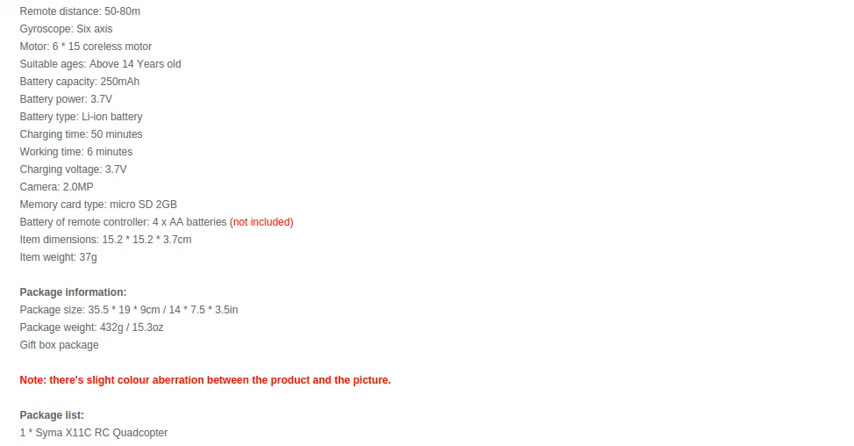 Remote distance: 50-80m
Gyroscope: Six axis
Motor: 6 * 15 coreless motor
Suitable ages: Above 14 Years old
Battery capacity: 250mAh
Battery power: 3.7V
Battery type: Li-ion battery
Charging time: 50 minutes
Working time: 6 minutes
Charging voltage: 3.7V
Camera: 2.0MP
Memory card type: micro SD 2GB
Battery of remote controller: 4 x AA batteries (not included)
Item dimensions: 15.2 * 15.2 * 3.7cm
Item weight: 37g
Package information:
Package size: 35.5 * 19 * 9cm / 14 * 7.5 * 3.5in
Package weight: 432g / 15.3oz
Gift box package
Note: there's slight colour aberration between the product and the picture.
Package list:
1 * Syma X11C RC Quadcopter